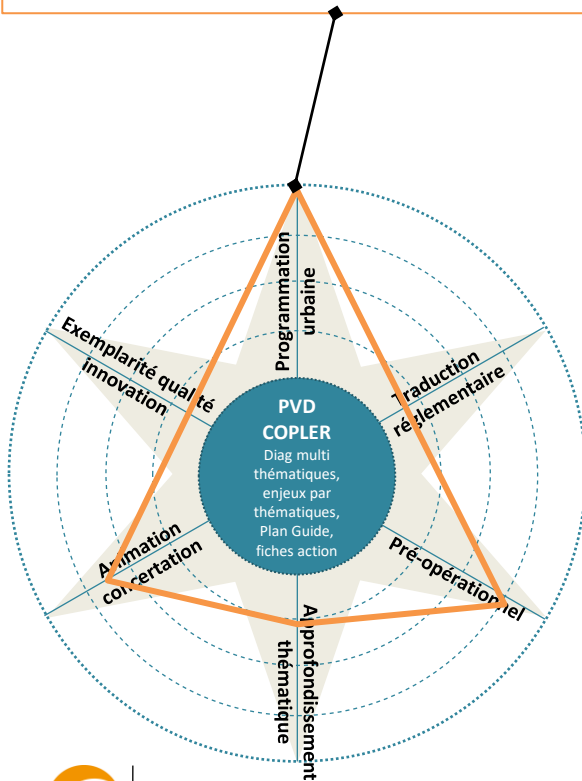 Programmation
urbaine
Exemplarité qualité
innovation
Traduction
réglementaire
PVD
COPLER
Diag multi
thématiques,
enjeux par
thématiques,
Plan Guide,
fiches action
Animation
concertation
Pré-opérationnel
Approfondissement
thématique